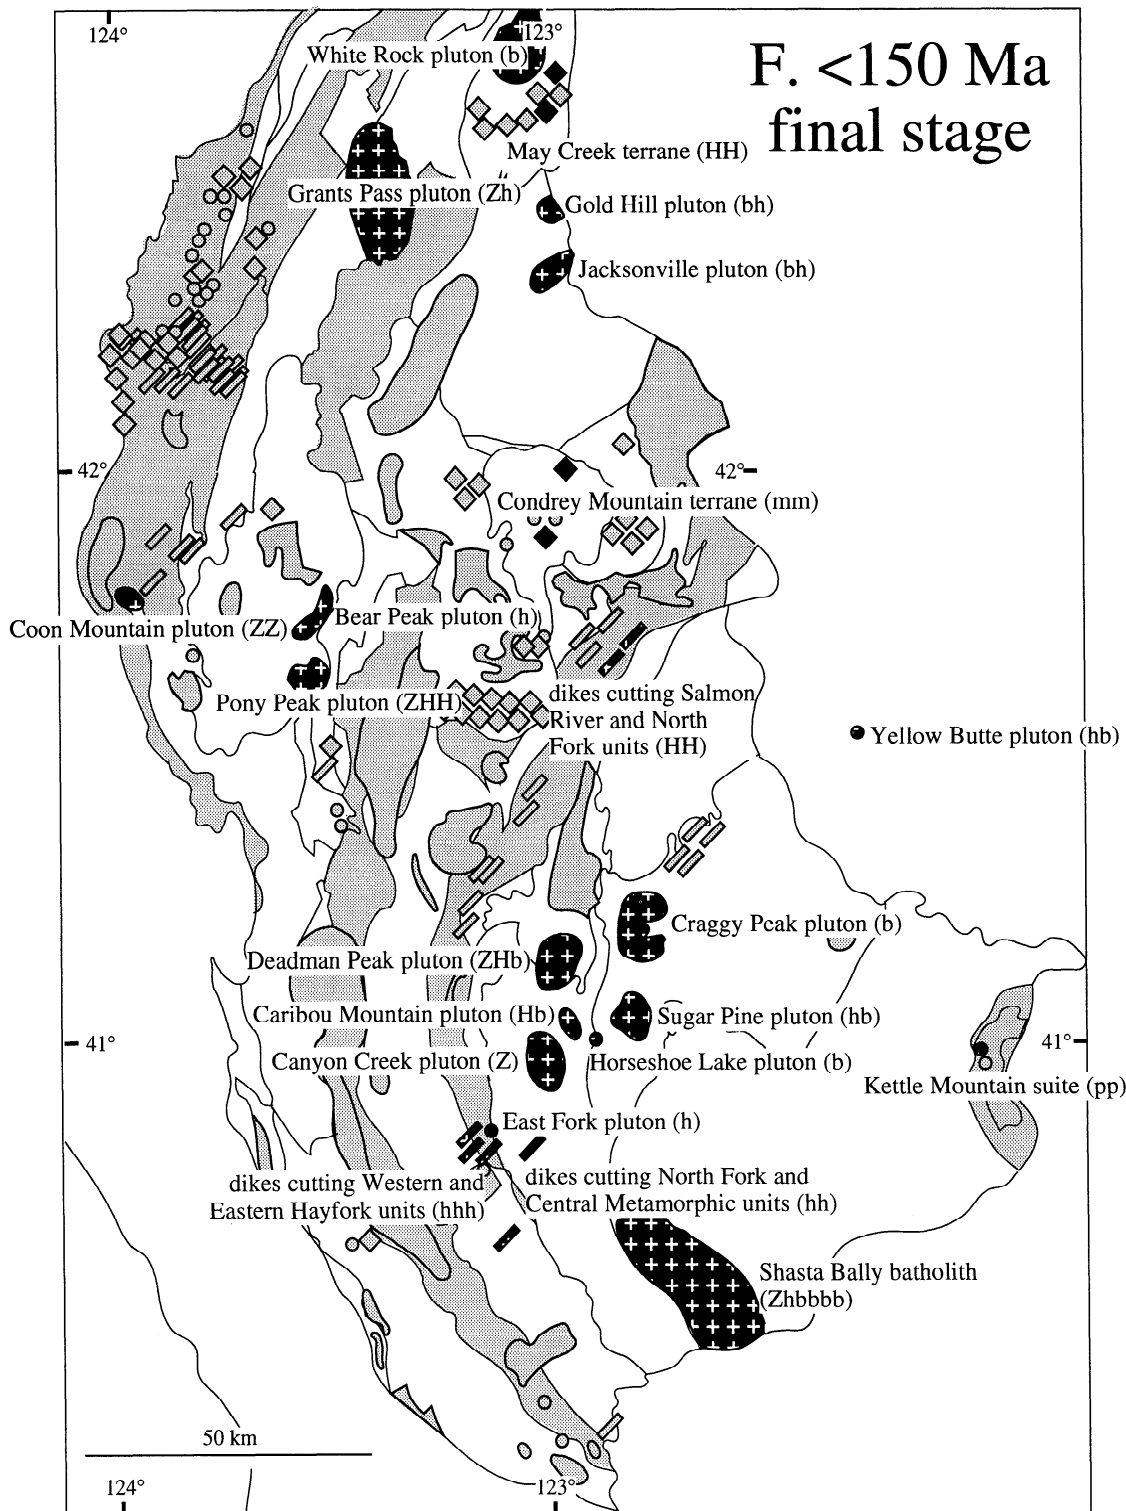 124°
123°
White Rock pluton (b)
F. <150 Ma
final stage
May Creek terrane (HH)
Grants Pass pluton (Zh)
Gold Hill pluton (bh)
Jacksonville pluton (bh)
42°
42°
Condrey Mountain terrane (mm)
Bear Peak pluton (h)
Coon Mountain pluton (ZZ)
Pony Peak pluton (ZHH)
dikes cutting Salmon
River and North
Fork units (HH)
Yellow Butte pluton (hb)
Craggy Peak pluton (b)
Deadman Peak pluton (ZHb)
Caribou Mountain pluton (Hb)
Sugar Pine pluton (hb)
41°
41°
Canyon Creek pluton (Z)
Horseshoe Lake pluton (b)
Kettle Mountain suite (pp)
East Fork pluton (h)
dikes cutting Western and
Eastern Hayfork units (hhh)
dikes cutting North Fork and
Central Metamorphic units (hh)
Shasta Bally batholith
(Zhbbbb)
50 km
124°
123°